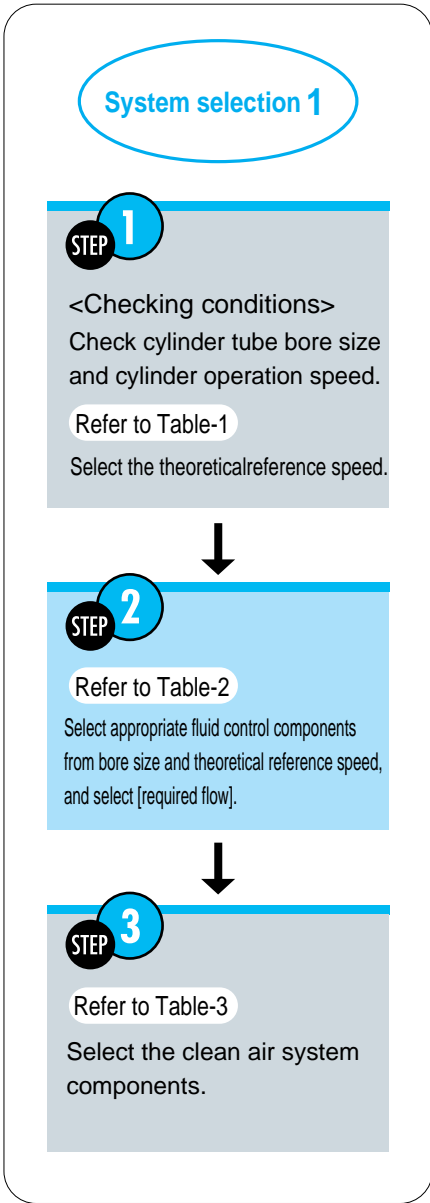 System selection 1
STEP 1
<Checking conditions>
Check cylinder tube bore size
and cylinder operation speed.
Refer to Table-1
Select the theoreticalreference speed.
STEP 2
Refer to Table-2
Select appropriate fluid control components
from bore size and theoretical reference speed,
and select [required flow].
STEP 3
Refer to Table-3
Select the clean air system
components.